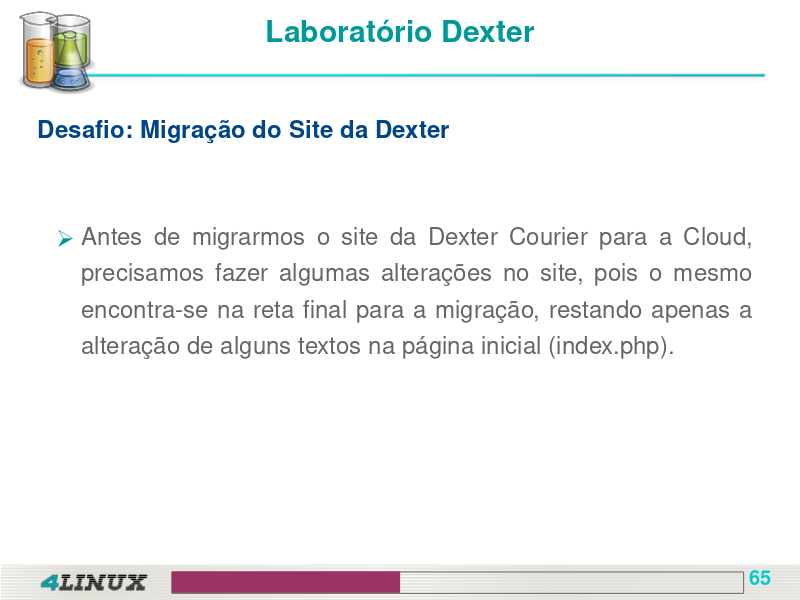 Laboratório Dexter
Desafio: Migração do Site da Dexter
Antes de migrarmos o site da Dexter Courier para a Cloud,
precisamos fazer algumas alterações no site, pois o mesmo
encontra-se na reta final para a migração, restando apenas a
alteração de alguns textos na página inicial (index.php).
4LINUX
65